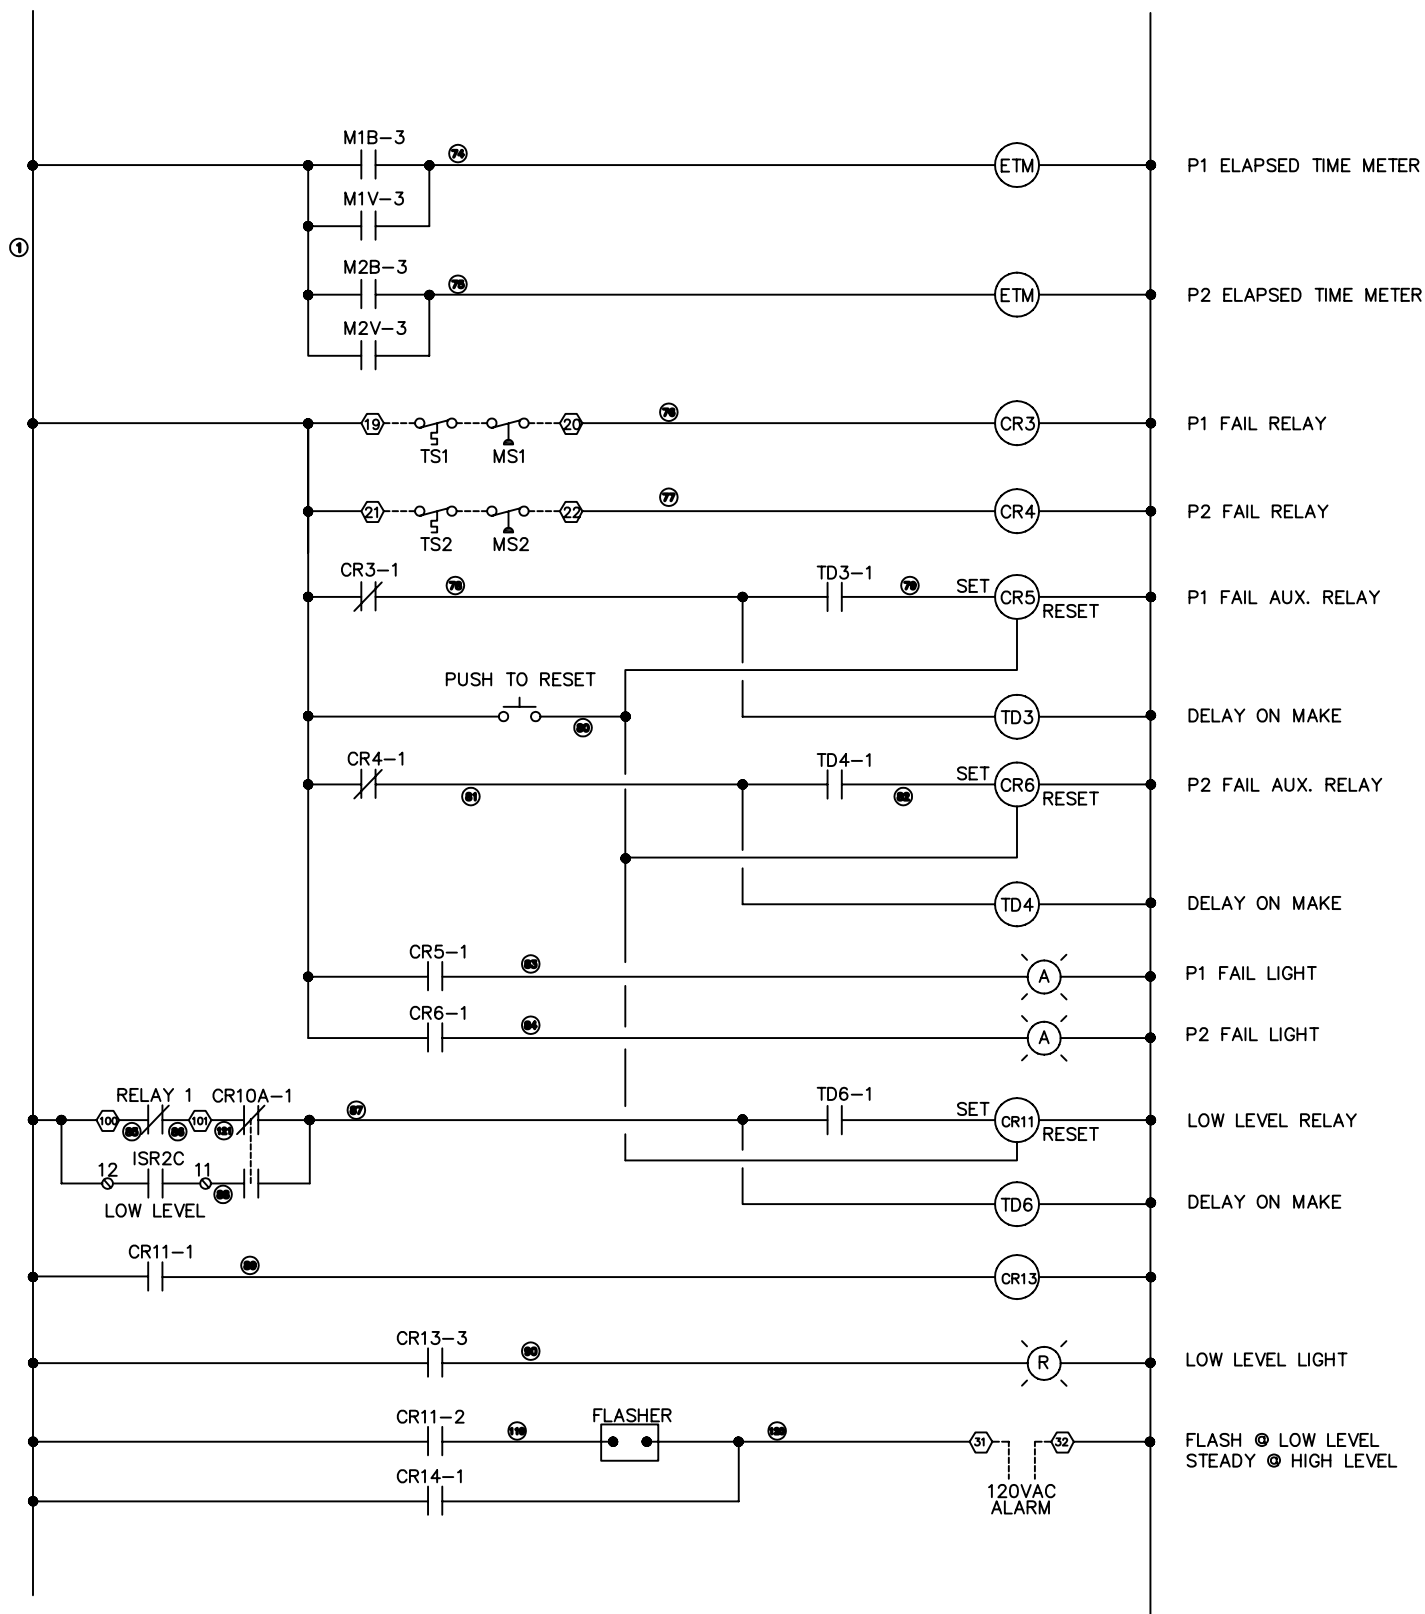 M1B-3
74
ETM
P1 ELAPSED TIME METER
M1V-3
1
M2B-3
75
ETM
P2 ELAPSED TIME METER
M2V-3
19
20
76
CR3
P1 FAIL RELAY
TS1
MS1
21
22
77
CR4
P2 FAIL RELAY
TS2
MS2
CR3-1
78
TD3-1
79
SET
CR5
RESET
P1 FAIL AUX. RELAY
PUSH TO RESET
80
TD3
DELAY ON MAKE
CR4-1
81
TD4-1
82
SET
CR6
RESET
P2 FAIL AUX. RELAY
TD4
DELAY ON MAKE
CR5-1
83
A
P1 FAIL LIGHT
CR6-1
84
A
P2 FAIL LIGHT
RELAY 1
CR10A-1
100
85
86
101
121
87
TD6-1
SET
CR11
RESET
LOW LEVEL RELAY
12
ISR2C
11
88
LOW LEVEL
TD6
DELAY ON MAKE
CR11-1
89
CR13
CR13-3
90
R
LOW LEVEL LIGHT
CR11-2
FLASHER
31
32
FLASH @ LOW LEVEL
STEADY @ HIGH LEVEL
CR14-1
120VAC
ALARM